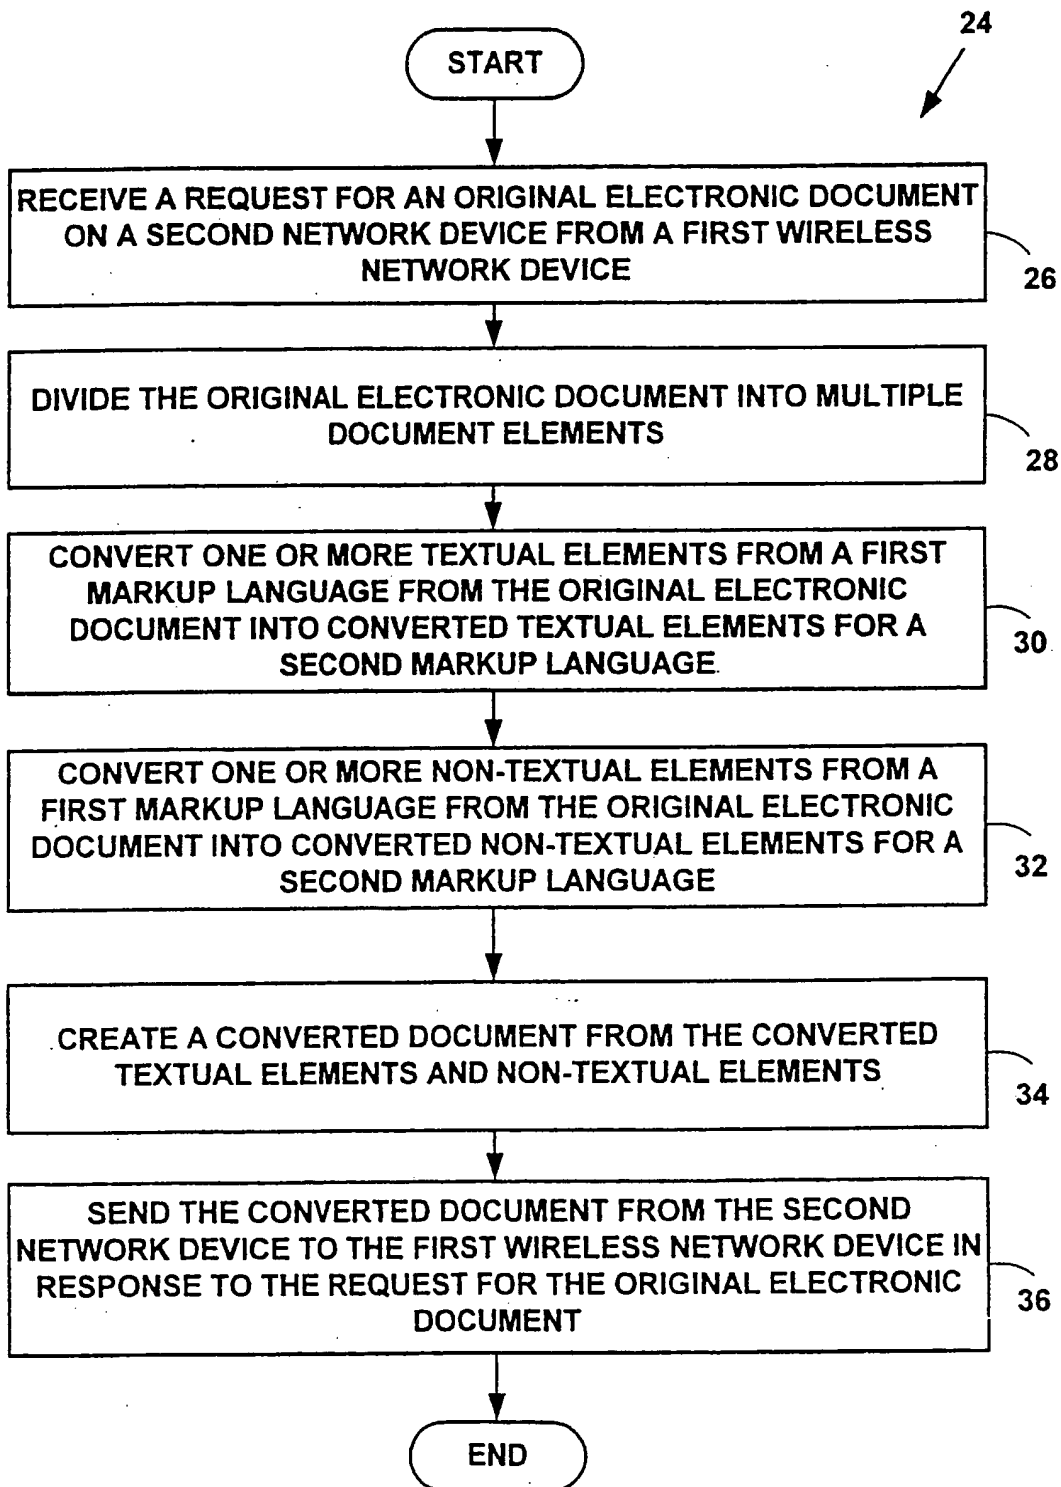 24
START
RECEIVE A REQUEST FOR AN ORIGINAL ELECTRONIC DOCUMENT
ON A SECOND NETWORK DEVICE FROM A FIRST WIRELESS
NETWORK DEVICE
26
DIVIDE THE ORIGINAL ELECTRONIC DOCUMENT INTO MULTIPLE
DOCUMENT ELEMENTS
28
CONVERT ONE OR MORE TEXTUAL ELEMENTS FROM A FIRST
MARKUP LANGUAGE FROM THE ORIGINAL ELECTRONIC
DOCUMENT INTO CONVERTED TEXTUAL ELEMENTS FOR A
SECOND MARKUP LANGUAGE
30
CONVERT ONE OR MORE NON-TEXTUAL ELEMENTS FROM A
FIRST MARKUP LANGUAGE FROM THE ORIGINAL ELECTRONIC
DOCUMENT INTO CONVERTED NON-TEXTUAL ELEMENTS FOR A
SECOND MARKUP LANGUAGE
32
CREATE A CONVERTED DOCUMENT FROM THE CONVERTED
TEXTUAL ELEMENTS AND NON-TEXTUAL ELEMENTS
34
SEND THE CONVERTED DOCUMENT FROM THE SECOND
NETWORK DEVICE TO THE FIRST WIRELESS NETWORK DEVICE IN
RESPONSE TO THE REQUEST FOR THE ORIGINAL ELECTRONIC
DOCUMENT
36
END